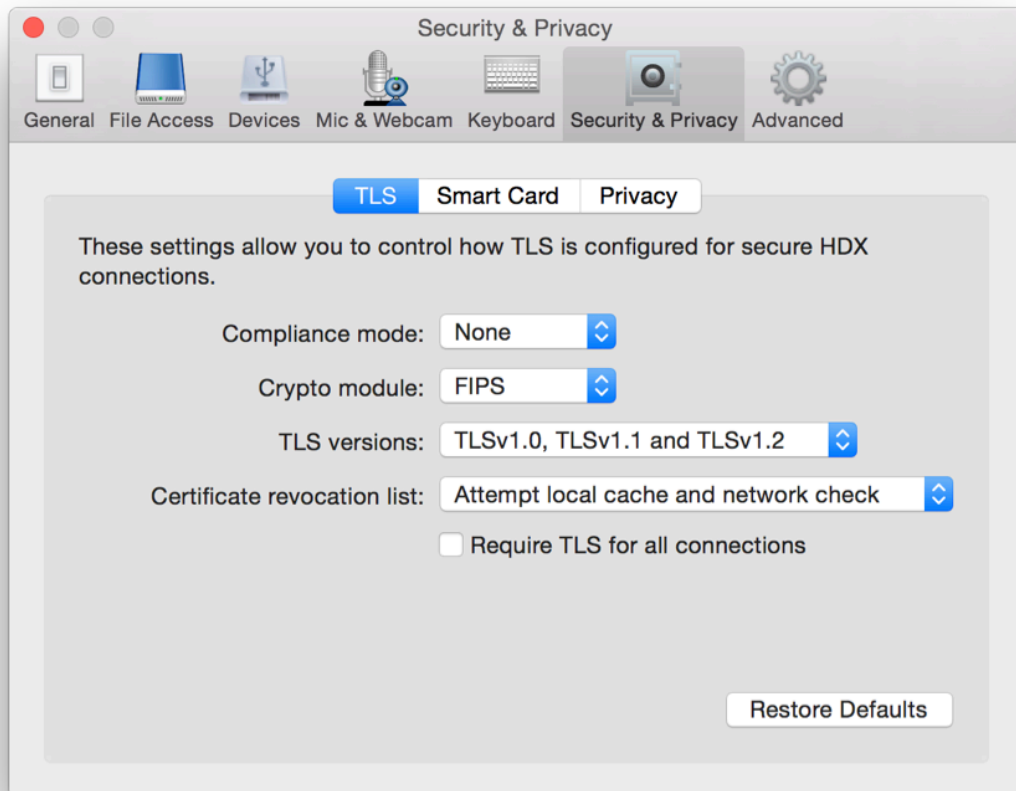 Security & Privacy
General File Access Devices Mic & Webcam Keyboard Security & Privacy Advanced
TLS Smart Card Privacy
These settings allow you to control how TLS is configured for secure HDX
connections.
Compliance mode: None
Crypto module: FIPS
TLS versions: TLSv1.0, TLSv1.1 and TLSv1.2
Certificate revocation list: Attempt local cache and network check
Require TLS for all connections
Restore Defaults